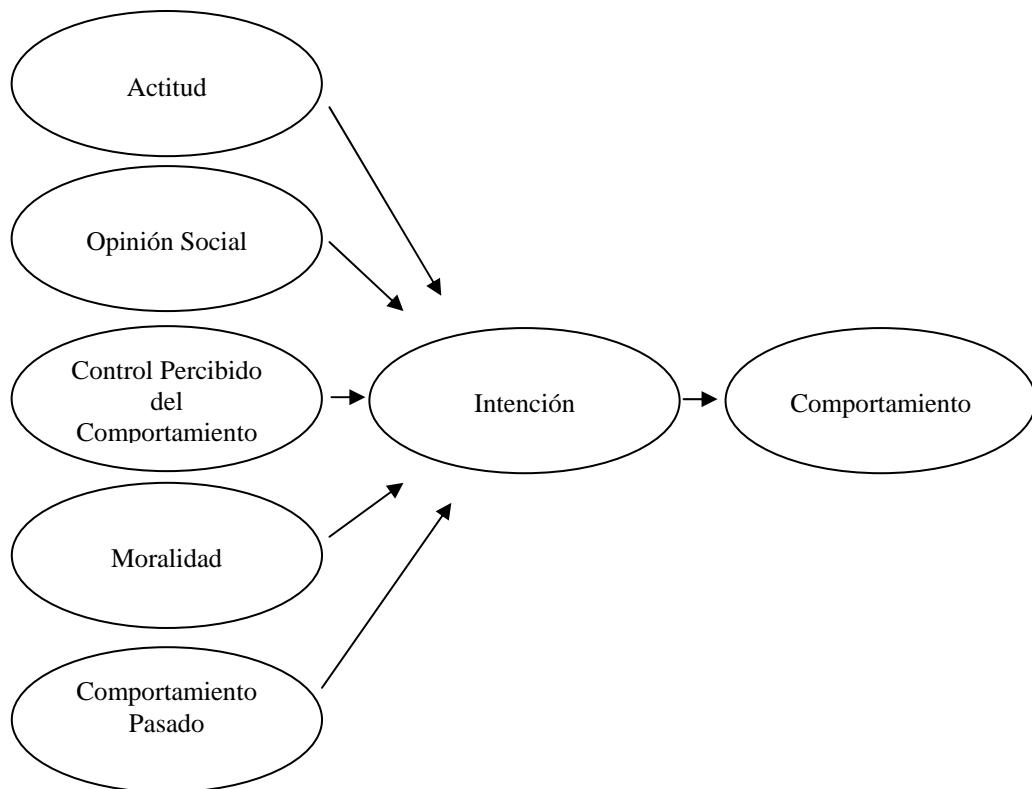 Actitud
Opinión Social
Control Percibido
del
Comportamiento
Intención
Comportamiento
Moralidad
Comportamiento
Pasado